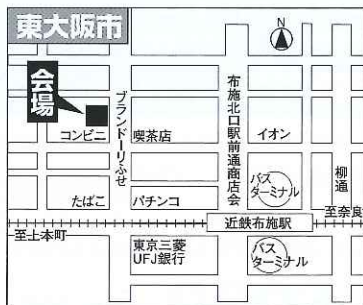 東大阪市
N
会場
ブランドーリふせ
布施北口駅前通商店会
コンビニ
喫茶店
イオン
柳通
バス
ターミナル
たばこ
パチンコ
至奈良
近鉄布施駅
至上本町
東京三菱
UFJ銀行
バス
ターミナル